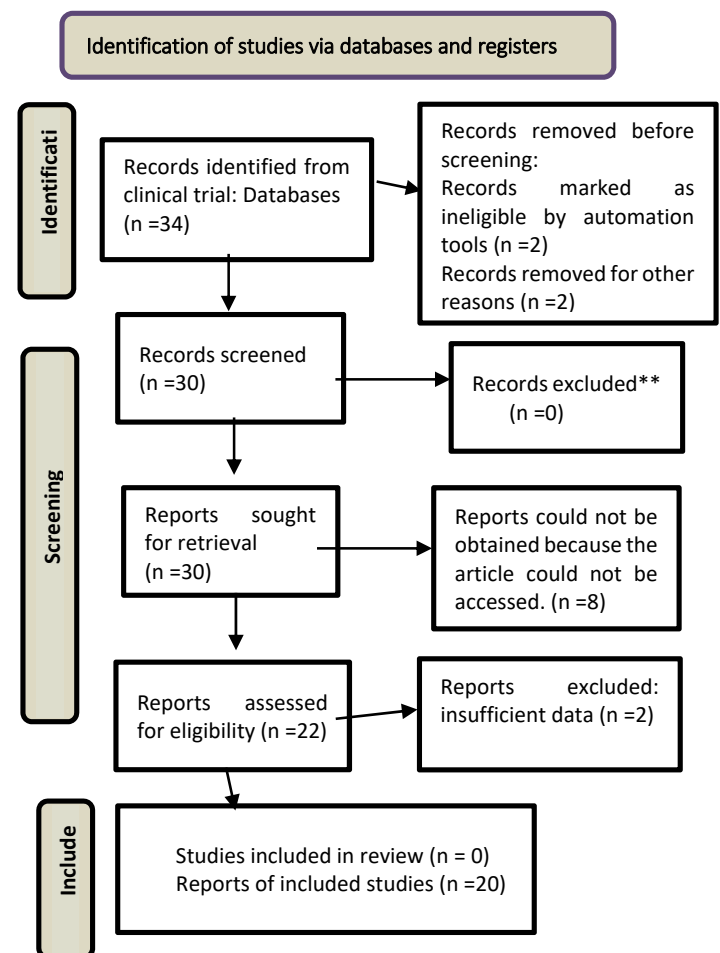 Identification of studies via databases and registers
Identificati
Records identified from
clinical trial: Databases
(n =34)
Records removed before
screening:
Records marked as
ineligible by automation
tools (n =2)
Records removed for other
reasons (n =2)
Screening
Records screened
(n =30)
Records excluded**
(n =0)
Reports sought
for retrieval
(n =30)
Reports could not be
obtained because the
article could not be
accessed. (n =8)
Reports assessed
for eligibility (n =22)
Reports excluded:
insufficient data (n =2)
Include
Studies included in review (n = 0)
Reports of included studies (n =20)